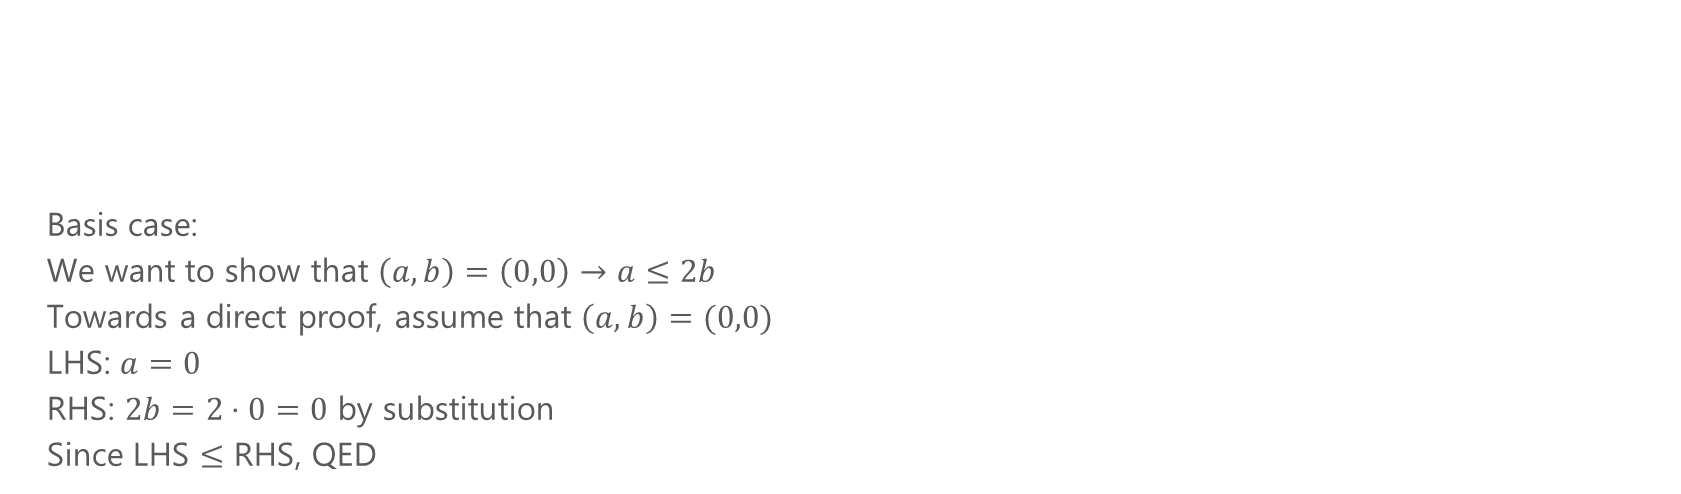 Basis case:
We want to show that (a, b) = (0,0) → a ≤ 2b
Towards a direct proof, assume that (a, b) = (0,0)
LHS: a = 0
RHS: 2b = 2 · 0 = 0 by substitution
Since LHS ≤ RHS, QED